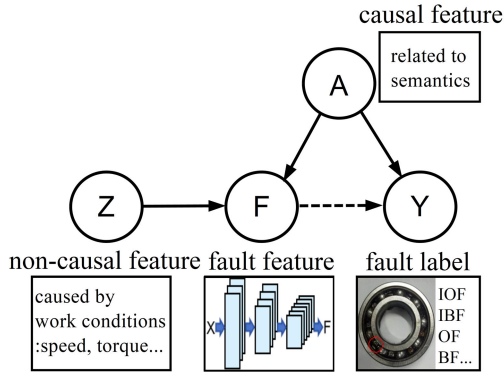 causal feature
related to
semantics
A
Z
F
Y
non-causal feature
fault feature
fault label
caused by
work conditions
:speed, torque...
X
F
IOF
IBF
OF
BF...